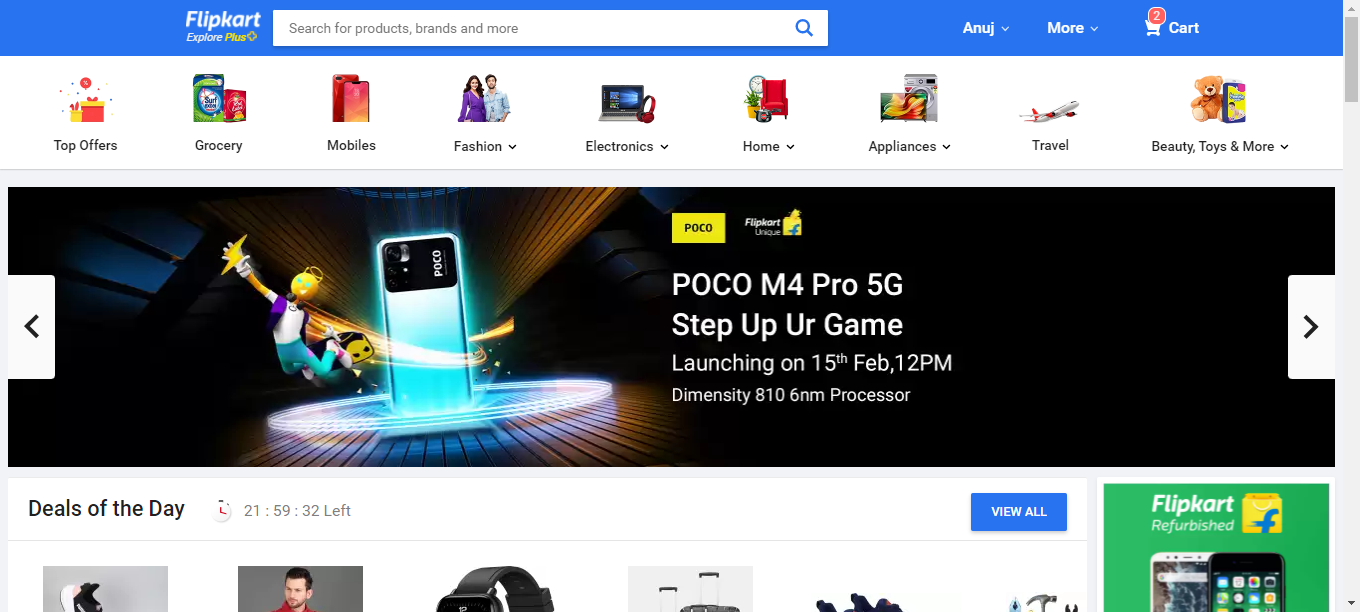 Flipkart
Explore Plus
Search for products, brands and more
Anuj
More
2
Cart
Top Offers
Grocery
Mobiles
Fashion
Electronics
Home
Appliances
Travel
Beauty, Toys & More
POCO
Flipkart
Unique
POCO
POCO M4 Pro 5G
Step Up Ur Game
Launching on 15th Feb,12PM
Dimensity 810 6nm Processor
Deals of the Day
21 : 59 : 32 Left
VIEW ALL
Flipkart
Refurbished